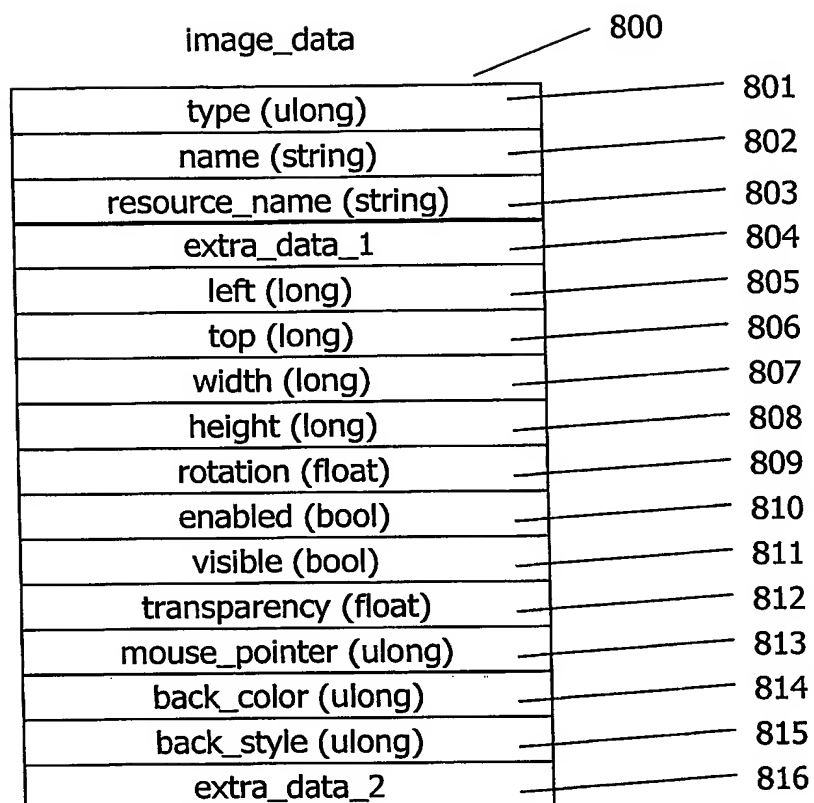 image_data 800
type (ulong) 801
name (string) 802
resource_name (string) 803
extra_data_1 804
left (long) 805
top (long) 806
width (long) 807
height (long) 808
rotation (float) 809
enabled (bool) 810
visible (bool) 811
transparency (float) 812
mouse_pointer (ulong) 813
back_color (ulong) 814
back_style (ulong) 815
extra_data_2 816